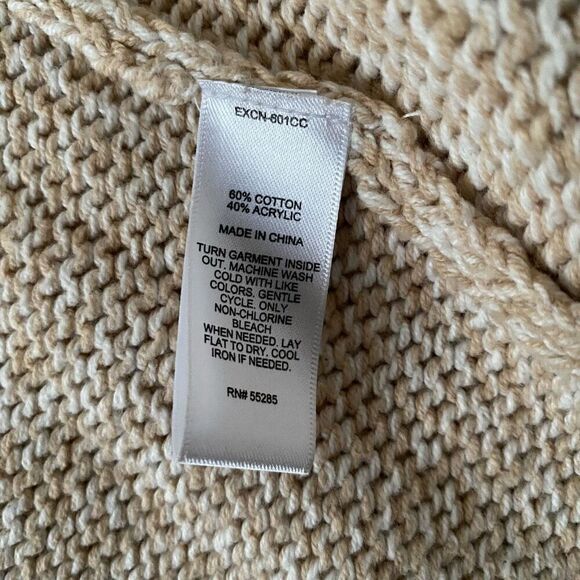 EXCN-601CC
60% COTTON
40% ACRYLIC
MADE IN CHINA
TURN GARMENT INSIDE
OUT. MACHINE WASH
COLD WITH LIKE
COLORS. GENTLE
CYCLE. ONLY
NON-CHLORINE
BLEACH
WHEN NEEDED. LAY
FLAT TO DRY. COOL
IRON IF NEEDED.
RN# 55285